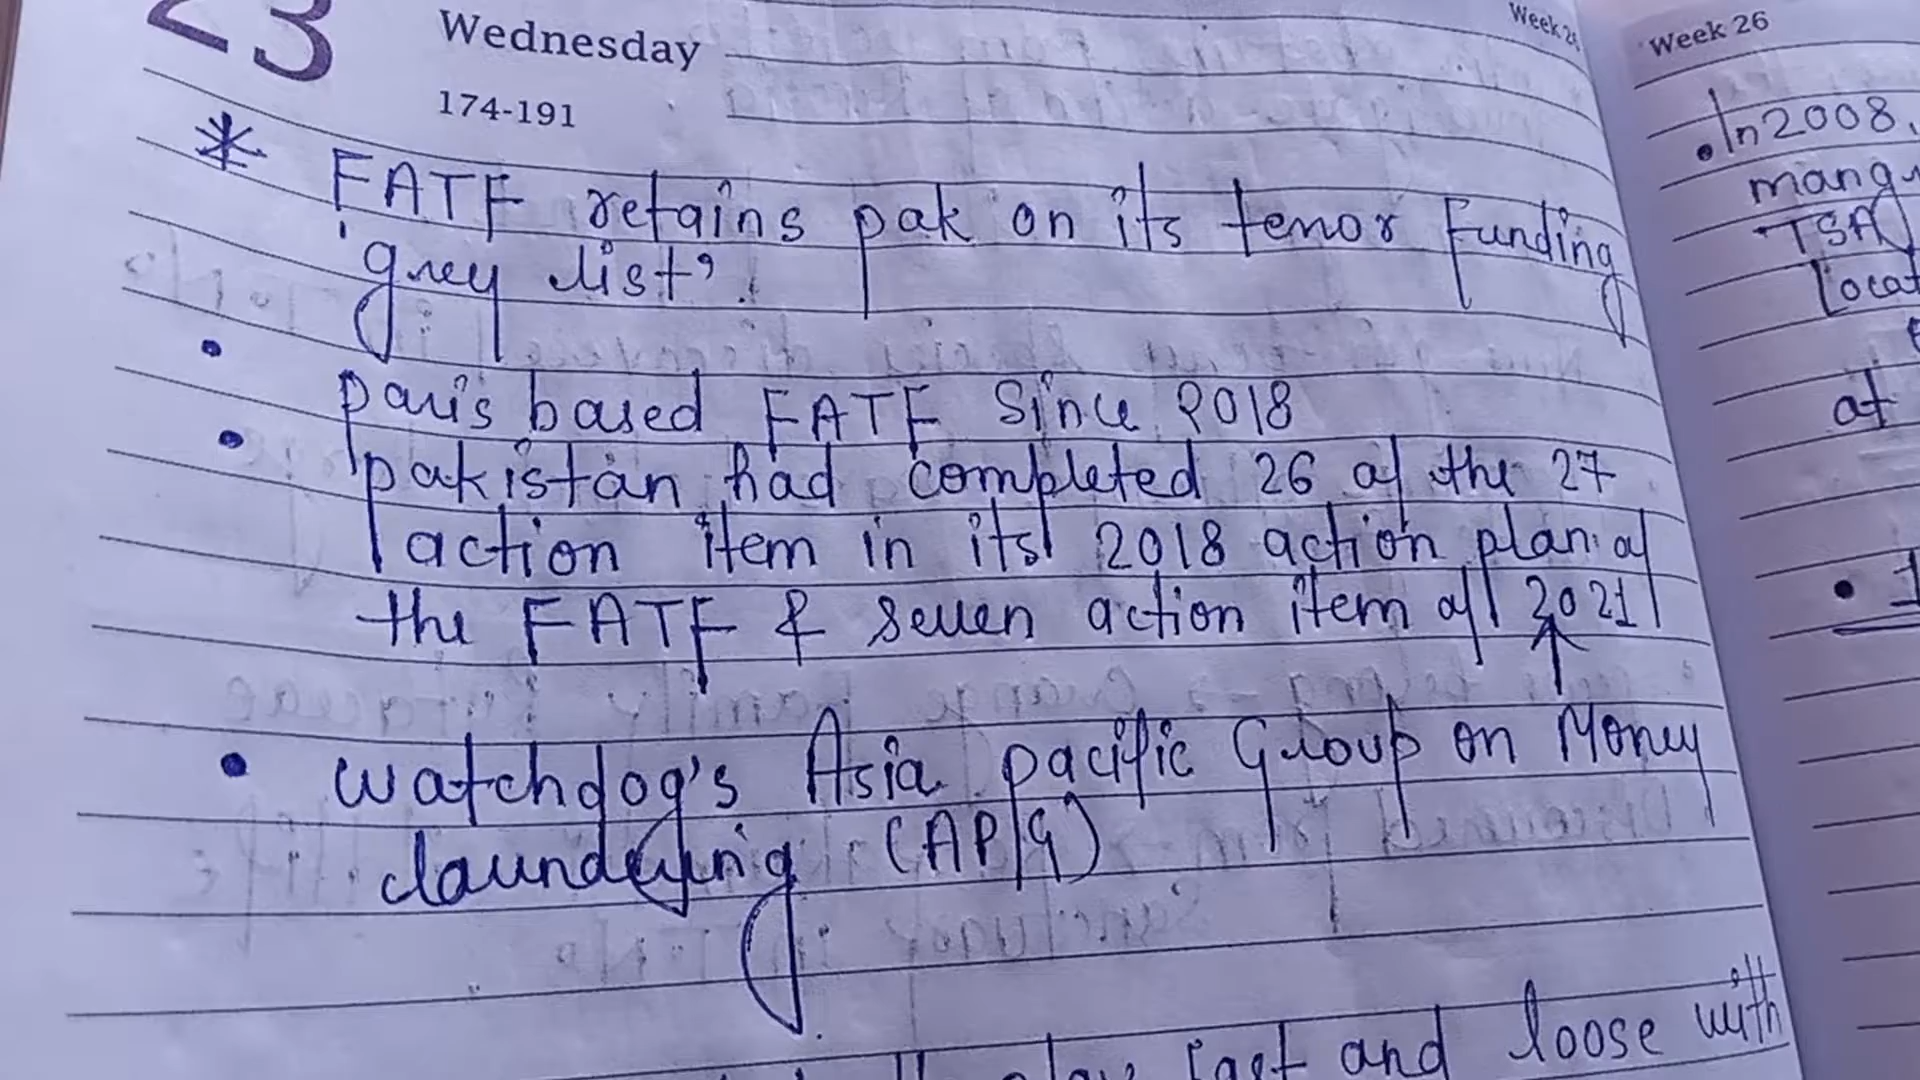 23
Wednesday
174-191
Week 26
* FATF retains pak on its tenor Funding
'grey list'.
• paris based FATF Since 2018
• pakistan had completed 26 of the 27
action item in its 2018 action plan of
the FATF & seven action item of 2021
• watchdog's Asia pacific Group on Money
laundering (APG)
fast and loose with
Week 26
• In 2008,
TSA
at